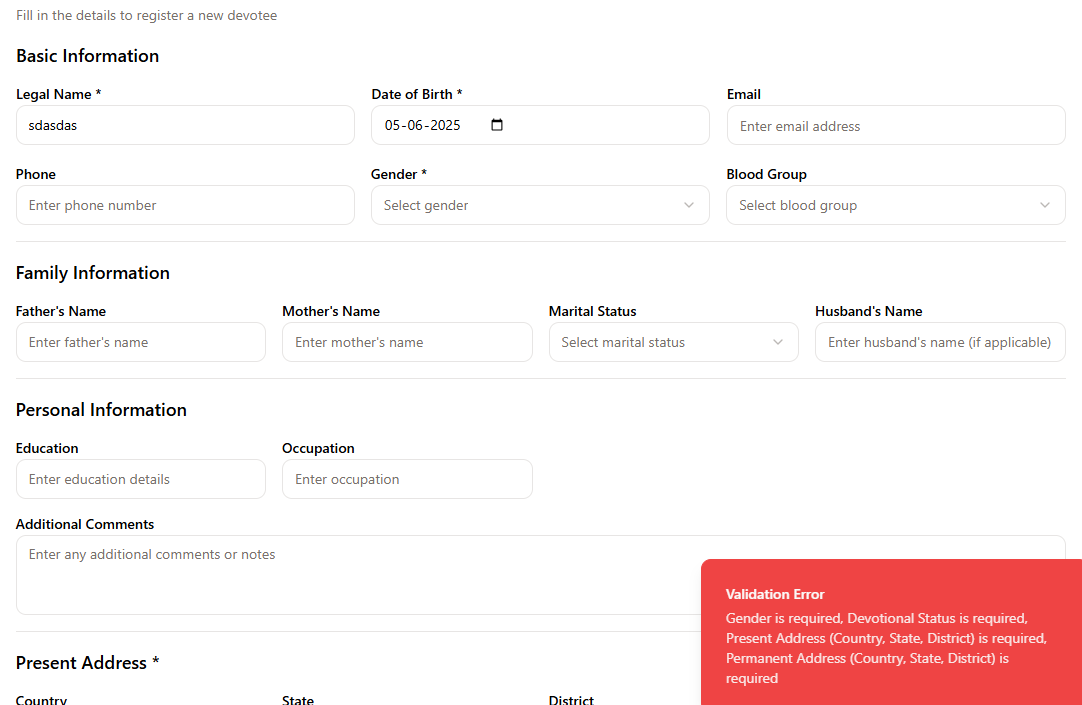 Fill in the details to register a new devotee
Basic Information
Legal Name * Date of Birth * Email
sdasdas 05-06-2025 Enter email address
Phone Gender * Blood Group
Enter phone number Select gender Select blood group
Family Information
Father's Name Mother's Name Marital Status Husband's Name
Enter father's name Enter mother's name Select marital status Enter husband's name (if applicable)
Personal Information
Education Occupation
Enter education details Enter occupation
Additional Comments
Enter any additional comments or notes
Validation Error
Gender is required, Devotional Status is required,
Present Address (Country, State, District) is required,
Permanent Address (Country, State, District) is
required
Present Address *
Country State District